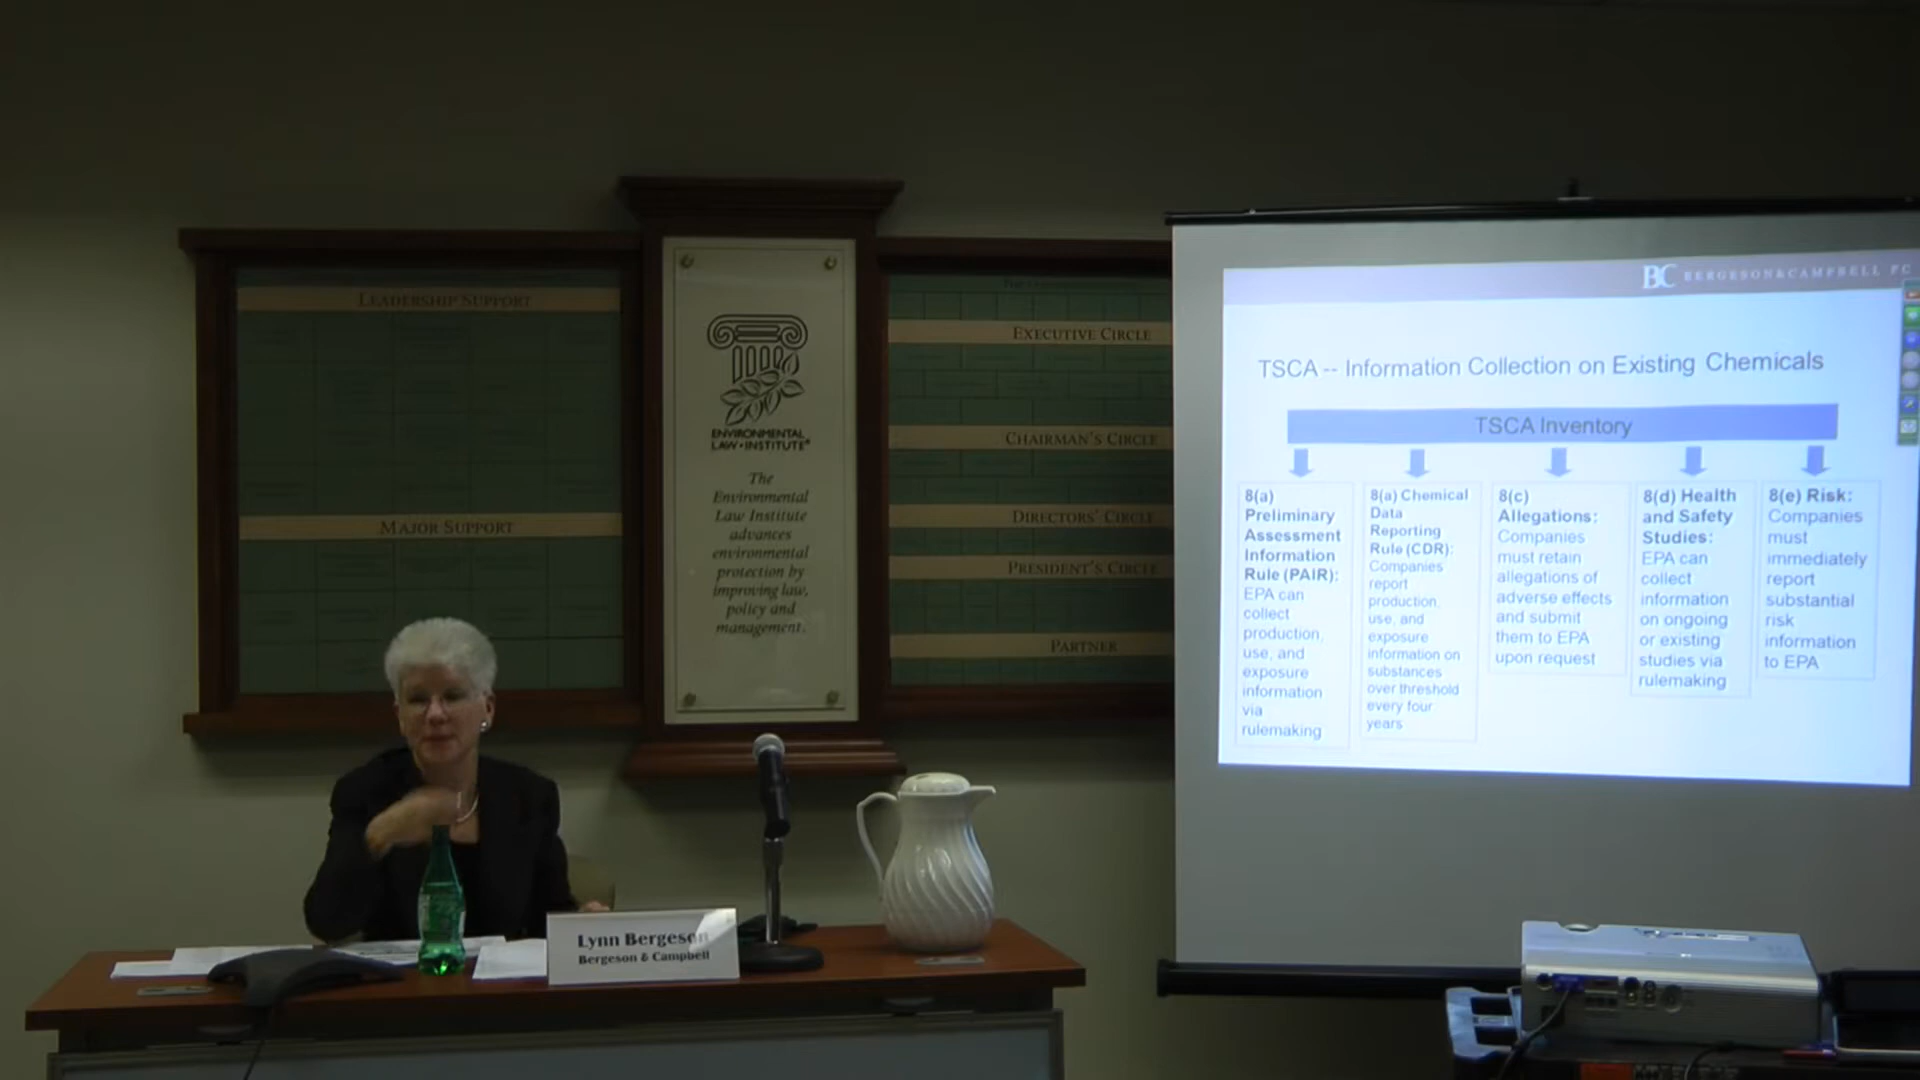 LEADERSHIP SUPPORT
MAJOR SUPPORT
ENVIRONMENTAL
LAW•INSTITUTE®
The
Environmental
Law Institute
advances
environmental
protection by
improving law,
policy and
management.
EXECUTIVE CIRCLE
CHAIRMAN'S CIRCLE
DIRECTORS' CIRCLE
PRESIDENT'S CIRCLE
PARTNER
Lynn Bergeson
Bergeson & Campbell
BC BERGESON&CAMPBELL PC
TSCA -- Information Collection on Existing Chemicals
TSCA Inventory
8(a)
Preliminary
Assessment
Information
Rule (PAIR):
EPA can
collect
production,
use, and
exposure
information
via
rulemaking
8(a) Chemical
Data
Reporting
Rule (CDR):
Companies
report
production,
use, and
exposure
information on
substances
over threshold
every four
years
8(c)
Allegations:
Companies
must retain
allegations of
adverse effects
and submit
them to EPA
upon request
8(d) Health
and Safety
Studies:
EPA can
collect
information
on ongoing
or existing
studies via
rulemaking
8(e) Risk:
Companies
must
immediately
report
substantial
risk
information
to EPA